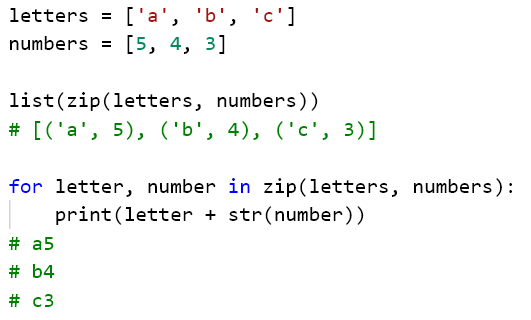 letters = ['a', 'b', 'c']
numbers = [5, 4, 3]
list(zip(letters, numbers))
# [('a', 5), ('b', 4), ('c', 3)]
for letter, number in zip(letters, numbers):
    print(letter + str(number))
# a5
# b4
# c3